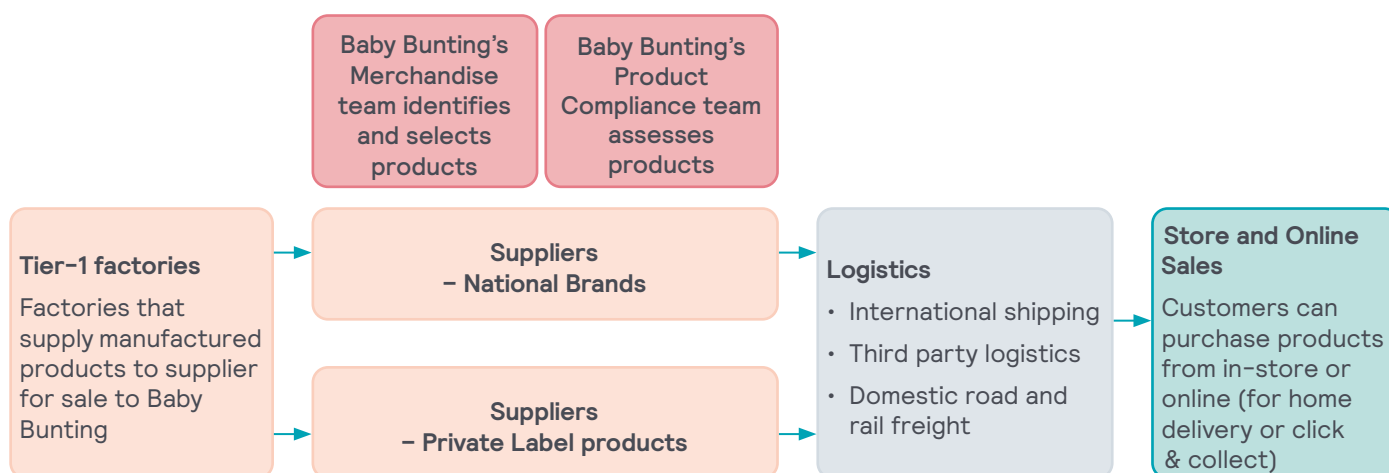 Baby Bunting’s
Merchandise
team identifies
and selects
products
Baby Bunting’s
Product
Compliance team
assesses
products
Tier-1 factories
Factories that
supply manufactured
products to supplier
for sale to Baby
Bunting
Suppliers
– National Brands
Suppliers
– Private Label products
Logistics
• International shipping
• Third party logistics
• Domestic road and
rail freight
Store and Online
Sales
Customers can
purchase products
from in-store or
online (for home
delivery or click
& collect)